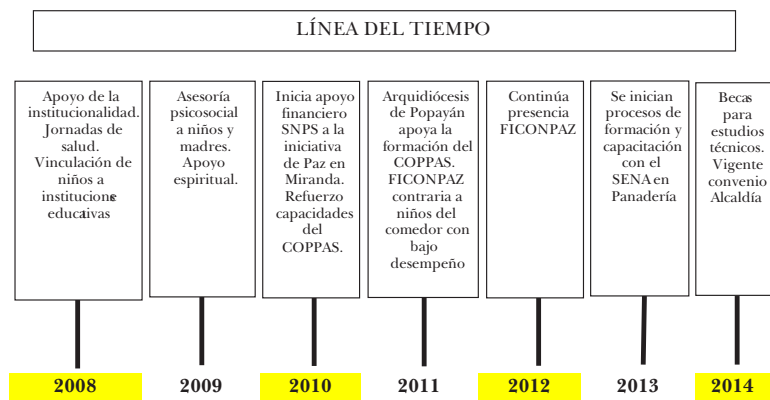 LÍNEA DEL TIEMPO
Apoyo de la
institucionalidad.
Jornadas de
salud.
Vinculación de
niños a
institucionse
educativas
Asesoría
psicosocial
a niños y
madres.
Apoyo
espiritual.
Inicia apoyo
financiero
SNPS a la
iniciativa
de Paz en
Miranda.
Refuerzo
capacidades
del
COPPAS.
Arquidiócesis
de Popayán
apoya la
formación del
COPPAS.
FICONPAZ
contraria a
niños del
comedor con
bajo
desempeño
Continúa
presencia
FICONPAZ
Se inician
procesos de
formación y
capacitación
con el
SENA en
Panadería
Becas
para
estudios
técnicos.
Vigente
convenio
Alcaldía
2008
2009
2010
2011
2012
2013
2014